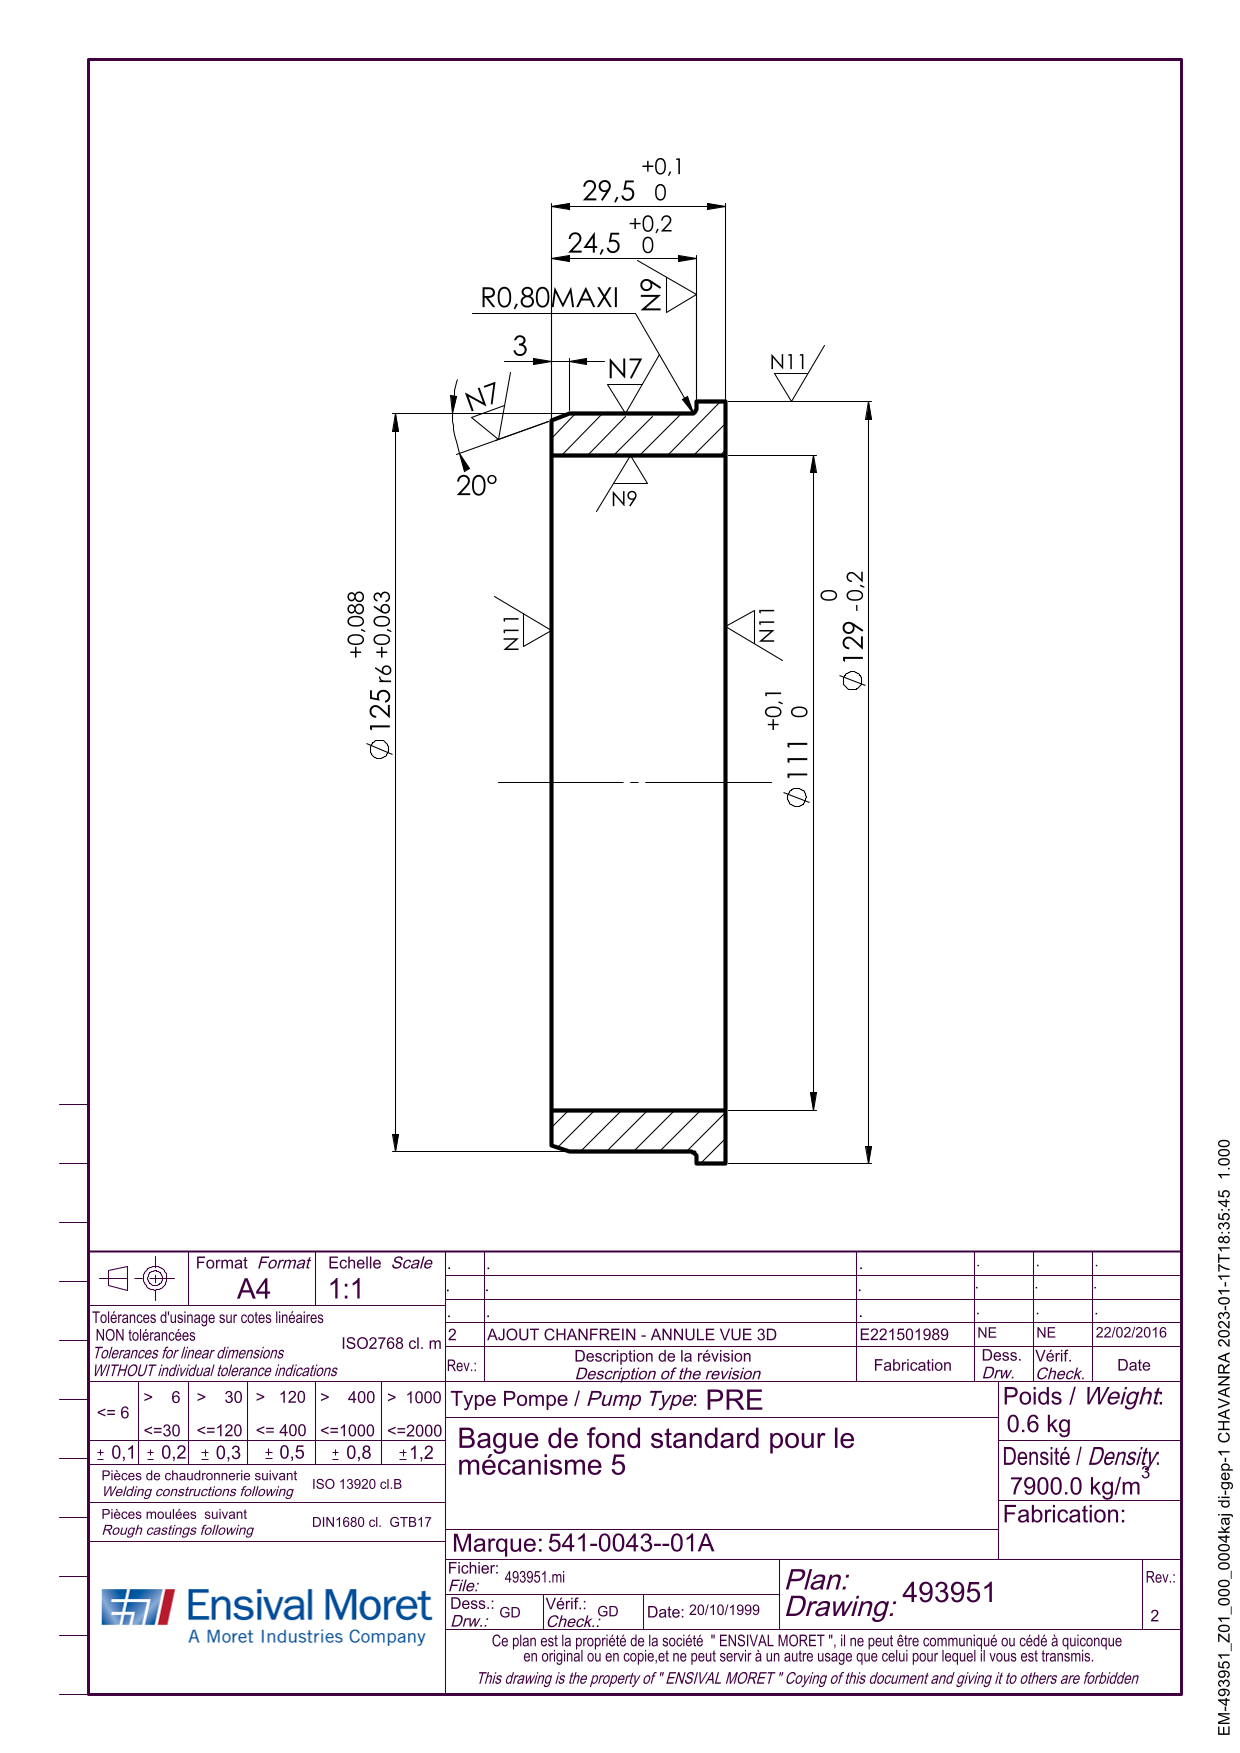 +0,1
29,5 0
+0,2
24,5 0
R0,80MAXI
N9
3
N7
N7
N11
20°
N9
N11
N11
+0,088
Ø125 r6 +0,063
+0,1
Ø111 0
0
Ø129 -0,2
Format Format
A4
Echelle Scale
1:1
Tolérances d'usinage sur cotes linéaires
NON tolérancées
Tolerances for linear dimensions
WITHOUT individual tolerance indications
ISO2768 cl. m
<= 6
> 6 > 30 > 120 > 400 > 1000
<=30 <=120 <= 400 <=1000 <=2000
± 0,1 ± 0,2 ± 0,3 ± 0,5 ± 0,8 ±1,2
Pièces de chaudronnerie suivant
Welding constructions following
ISO 13920 cl.B
Pièces moulées suivant
Rough castings following
DIN1680 cl. GTB17
Ensival Moret
A Moret Industries Company
. . . . . .
. . . . . .
. . . . . .
2 AJOUT CHANFREIN - ANNULE VUE 3D E221501989 NE NE 22/02/2016
Rev.:
Description de la révision
Description of the revision
Fabrication
Dess.
Drw.
Vérif.
Check.
Date
Type Pompe / Pump Type: PRE
Poids / Weight:
0.6 kg
Bague de fond standard pour le
mécanisme 5
Densité / Density:
7900.0 kg/m3
Fabrication:
Marque: 541-0043--01A
Fichier:
File:
493951.mi
Dess.:
Drw.:
GD
Vérif.:
Check.:
GD
Date: 20/10/1999
Plan:
Drawing: 493951
Rev.:
2
Ce plan est la propriété de la société " ENSIVAL MORET ", il ne peut être communiqué ou cédé à quiconque
en original ou en copie,et ne peut servir à un autre usage que celui pour lequel il vous est transmis.
This drawing is the property of " ENSIVAL MORET " Coying of this document and giving it to others are forbidden
EM-493951_Z01_000_0004kaj di-gep-1 CHAVANRA 2023-01-17T18:35:45 1.000